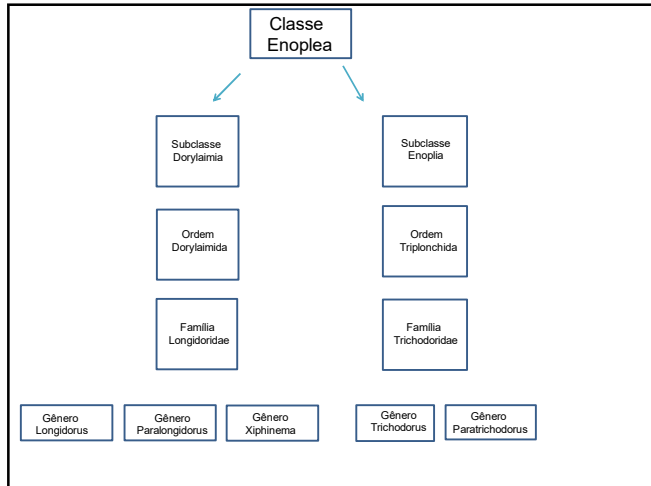 Classe
Enoplea
Subclasse
Dorylaimia
Subclasse
Enoplia
Ordem
Dorylaimida
Ordem
Triplonchida
Família
Longidoridae
Família
Trichodoridae
Gênero
Longidorus
Gênero
Paralongidorus
Gênero
Xiphinema
Gênero
Trichodorus
Gênero
Paratrichodorus